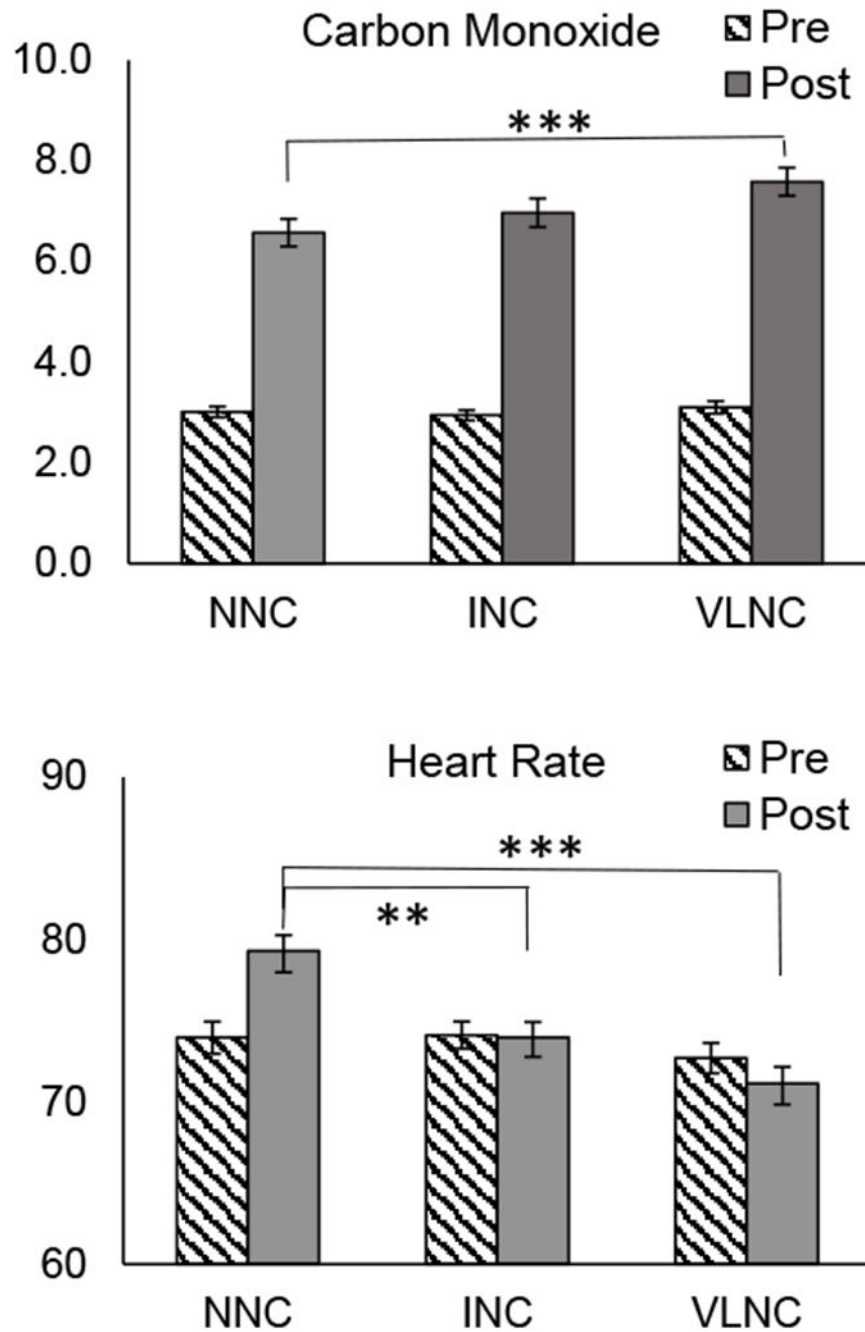 Carbon Monoxide
Pre
Post
10.0
***
8.0
6.0
4.0
2.0
0.0
NNC INC VLNC
Heart Rate
Pre
Post
90
***
**
80
70
60
NNC INC VLNC